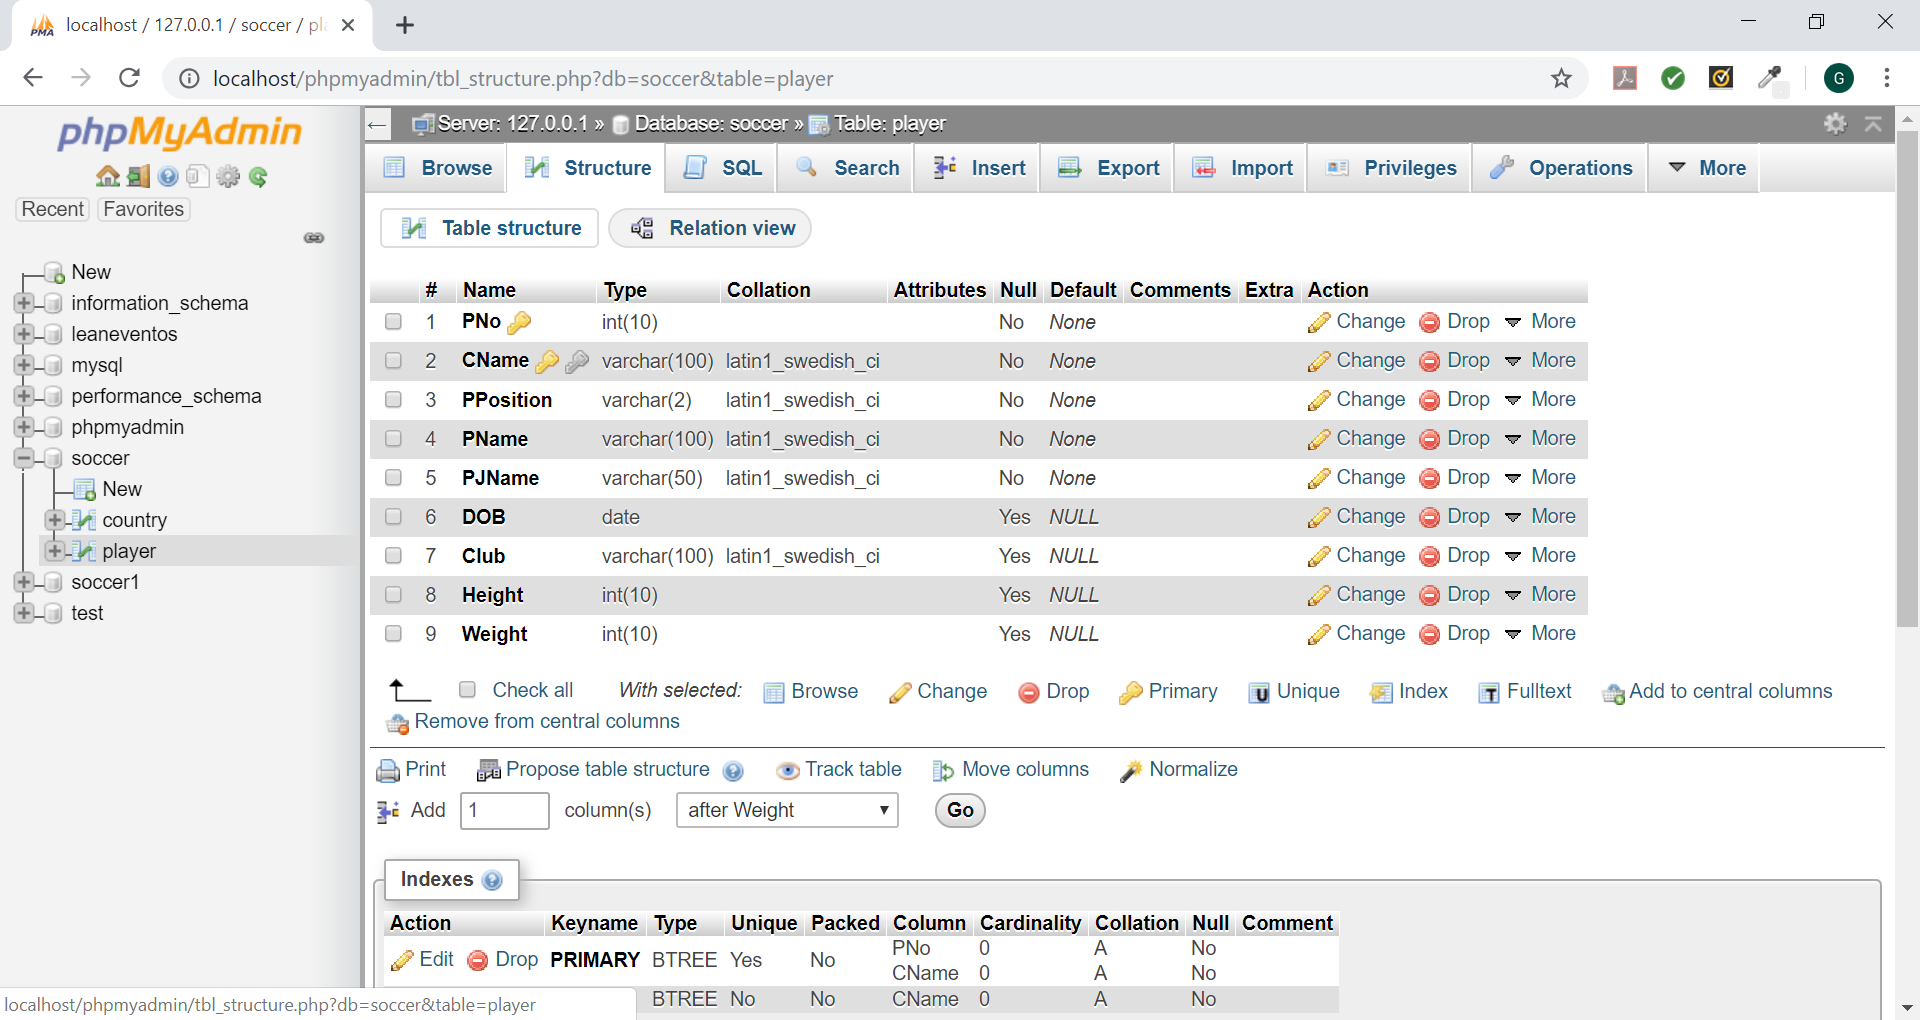 localhost / 127.0.0.1 / soccer / pla
localhost/phpmyadmin/tbl_structure.php?db=soccer&table=player
G
phpMyAdmin
Recent Favorites
New
information_schema
leaneventos
mysql
performance_schema
phpmyadmin
soccer
New
country
player
soccer1
test
Server: 127.0.0.1 » Database: soccer » Table: player
Browse Structure SQL Search Insert Export Import Privileges Operations More
Table structure Relation view
# Name Type Collation Attributes Null Default Comments Extra Action
1 PNo int(10) No None Change Drop More
2 CName varchar(100) latin1_swedish_ci No None Change Drop More
3 PPosition varchar(2) latin1_swedish_ci No None Change Drop More
4 PName varchar(100) latin1_swedish_ci No None Change Drop More
5 PJName varchar(50) latin1_swedish_ci No None Change Drop More
6 DOB date Yes NULL Change Drop More
7 Club varchar(100) latin1_swedish_ci Yes NULL Change Drop More
8 Height int(10) Yes NULL Change Drop More
9 Weight int(10) Yes NULL Change Drop More
Check all With selected: Browse Change Drop Primary Unique Index Fulltext Add to central columns
Remove from central columns
Print Propose table structure Track table Move columns Normalize
Add 1 column(s) after Weight Go
Indexes
Action Keyname Type Unique Packed Column Cardinality Collation Null Comment
Edit Drop PRIMARY BTREE Yes No PNo 0 A No
CName 0 A No
BTREE No No CName 0 A No
localhost/phpmyadmin/tbl_structure.php?db=soccer&table=player